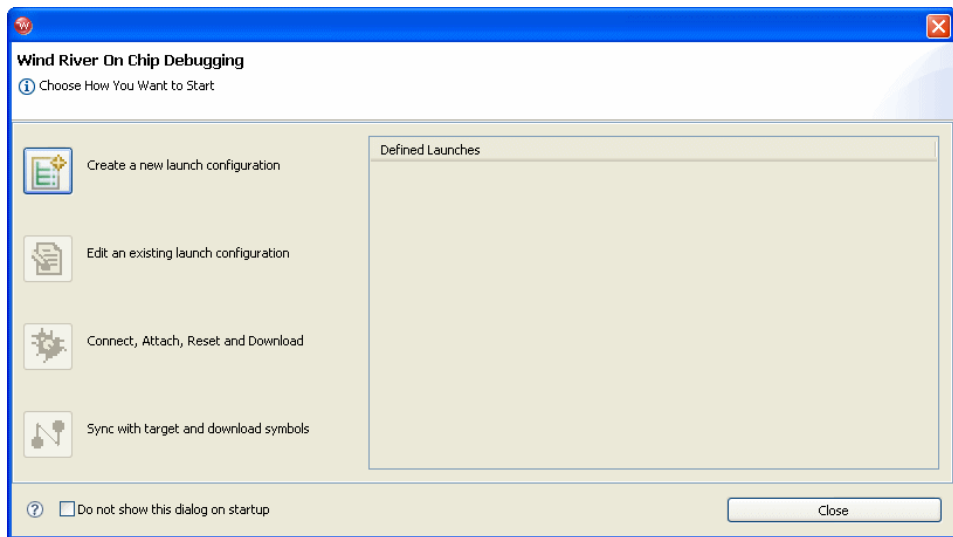 Wind River On Chip Debugging
Choose How You Want to Start
Create a new launch configuration
Defined Launches
Edit an existing launch configuration
Connect, Attach, Reset and Download
Sync with target and download symbols
Do not show this dialog on startup
Close